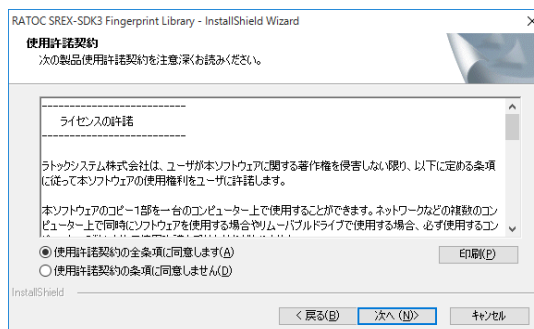 RATOC SREX-SDK3 Fingerprint Library - InstallShield Wizard
使用許諾契約
次の製品使用許諾契約を注意深くお読みください。
---------------------------
ライセンスの許諾
---------------------------
ラトックシステム株式会社は、ユーザが本ソフトウェアに関する著作権を侵害しない限り、以下に定める条項
に従って本ソフトウェアの使用権利をユーザに許諾します。
本ソフトウェアのコピー1部を一台のコンピューター上で使用することができます。ネットワークなどの複数のコン
ピューター上で同時にソフトウェアを使用する場合やリムーバブルドライブで使用する場合、必ず使用するコン
使用許諾契約の全条項に同意します(A)
印刷(P)
使用許諾契約の条項に同意しません(D)
InstallShield
< 戻る(B)
次へ (N)>
キャンセル